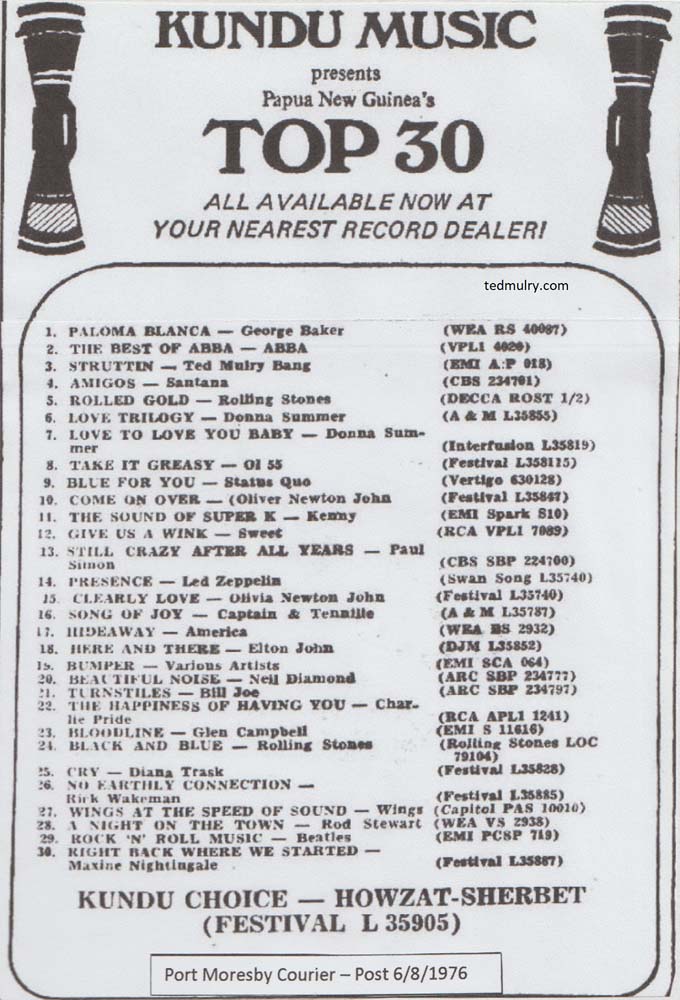 KUNDU MUSIC
presents
Papua New Guinea's
TOP 30
ALL AVAILABLE NOW AT
YOUR NEAREST RECORD DEALER!
tedmulry.com
1. PALOMA BLANCA — George Baker (WEA RS 40087)
2. THE BEST OF ABBA — ABBA (VPL1 4020)
3. STRUTTIN — Ted Mulry Bang (EMI A:P 018)
4. AMIGOS — Santana (CBS 234701)
5. ROLLED GOLD — Rolling Stones (DECCA ROST 1/2)
6. LOVE TRILOGY — Donna Summer (A & M L35855)
7. LOVE TO LOVE YOU BABY — Donna Sum-
mer (Interfusion L35819)
8. TAKE IT GREASY — Ol 55 (Festival L358115)
9. BLUE FOR YOU — Status Quo (Vertigo 630128)
10. COME ON OVER — (Oliver Newton John (Festival L35847)
11. THE SOUND OF SUPER K — Kenny (EMI Spark S10)
12. GIVE US A WINK — Sweet (RCA VPL1 7089)
13. STILL CRAZY AFTER ALL YEARS — Paul
Simon (CBS SBP 224700)
14. PRESENCE — Led Zeppelin (Swan Song L35740)
15. CLEARLY LOVE — Olivia Newton John (Festival L35740)
16. SONG OF JOY — Captain & Tennille (A & M L35787)
17. HIDEAWAY — America (WEA BS 2932)
18. HERE AND THERE — Elton John (DJM L35852)
19. BUMPER — Various Artists (EMI SCA 064)
20. BEAUTIFUL NOISE — Neil Diamond (ARC SBP 234777)
21. TURNSTILES — Bill Joe (ARC SBP 234797)
22. THE HAPPINESS OF HAVING YOU — Char-
lie Pride (RCA APL1 1241)
23. BLOODLINE — Glen Campbell (EMI S 11616)
24. BLACK AND BLUE — Rolling Stones (Rolling Stones LOC
79104)
25. CRY — Diana Trask (Festival L35828)
26. NO EARTHLY CONNECTION —
Rick Wakeman (Festival L35885)
27. WINGS AT THE SPEED OF SOUND — Wings (Capitol PAS 10010)
28. A NIGHT ON THE TOWN — Rod Stewart (WEA VS 2938)
29. ROCK 'N' ROLL MUSIC — Beatles (EMI PCSP 719)
30. RIGHT BACK WHERE WE STARTED —
Maxine Nightingale (Festival L35887)
KUNDU CHOICE — HOWZAT-SHERBET
(FESTIVAL L 35905)
Port Moresby Courier – Post 6/8/1976